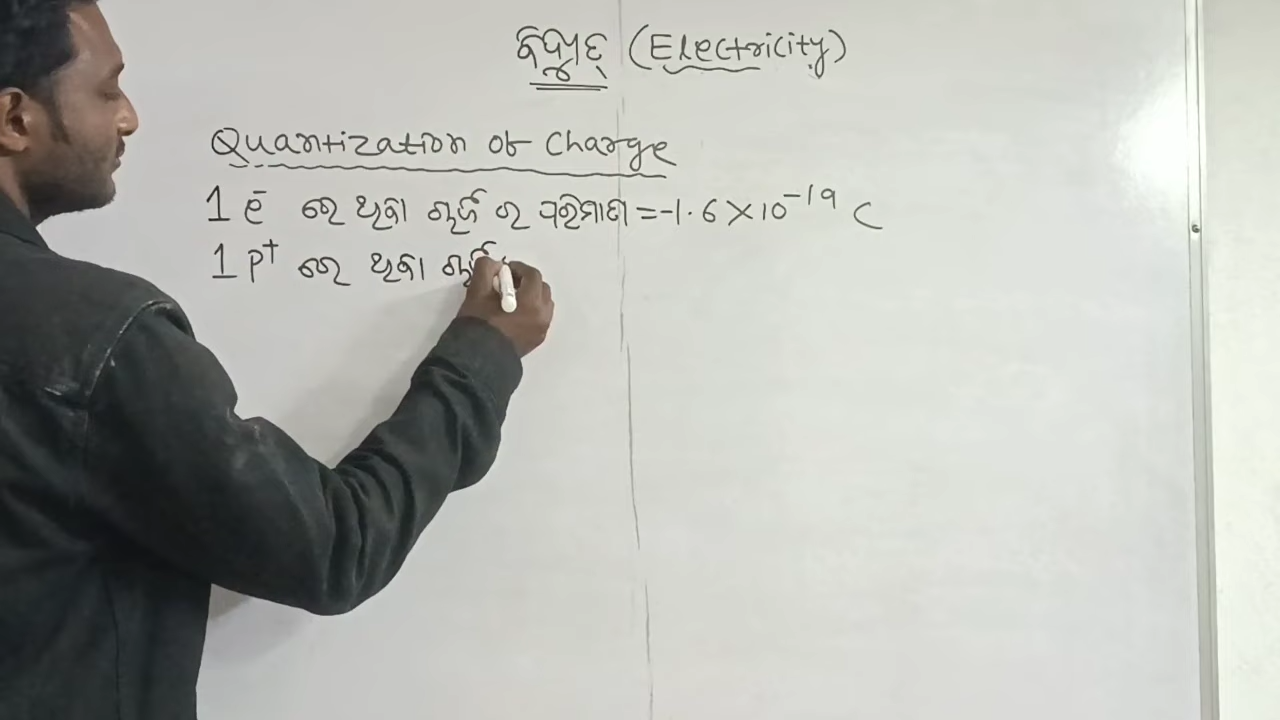 ବିଦ୍ୟୁତ୍ (Electricity)
Quantization of Charge
1 e⁻ ରେ ଥିବା ଚାର୍ଜ ର ପରିମାଣ = -1.6 × 10⁻¹⁹ C
1 p⁺ ରେ ଥିବା ଚାର୍ଜ